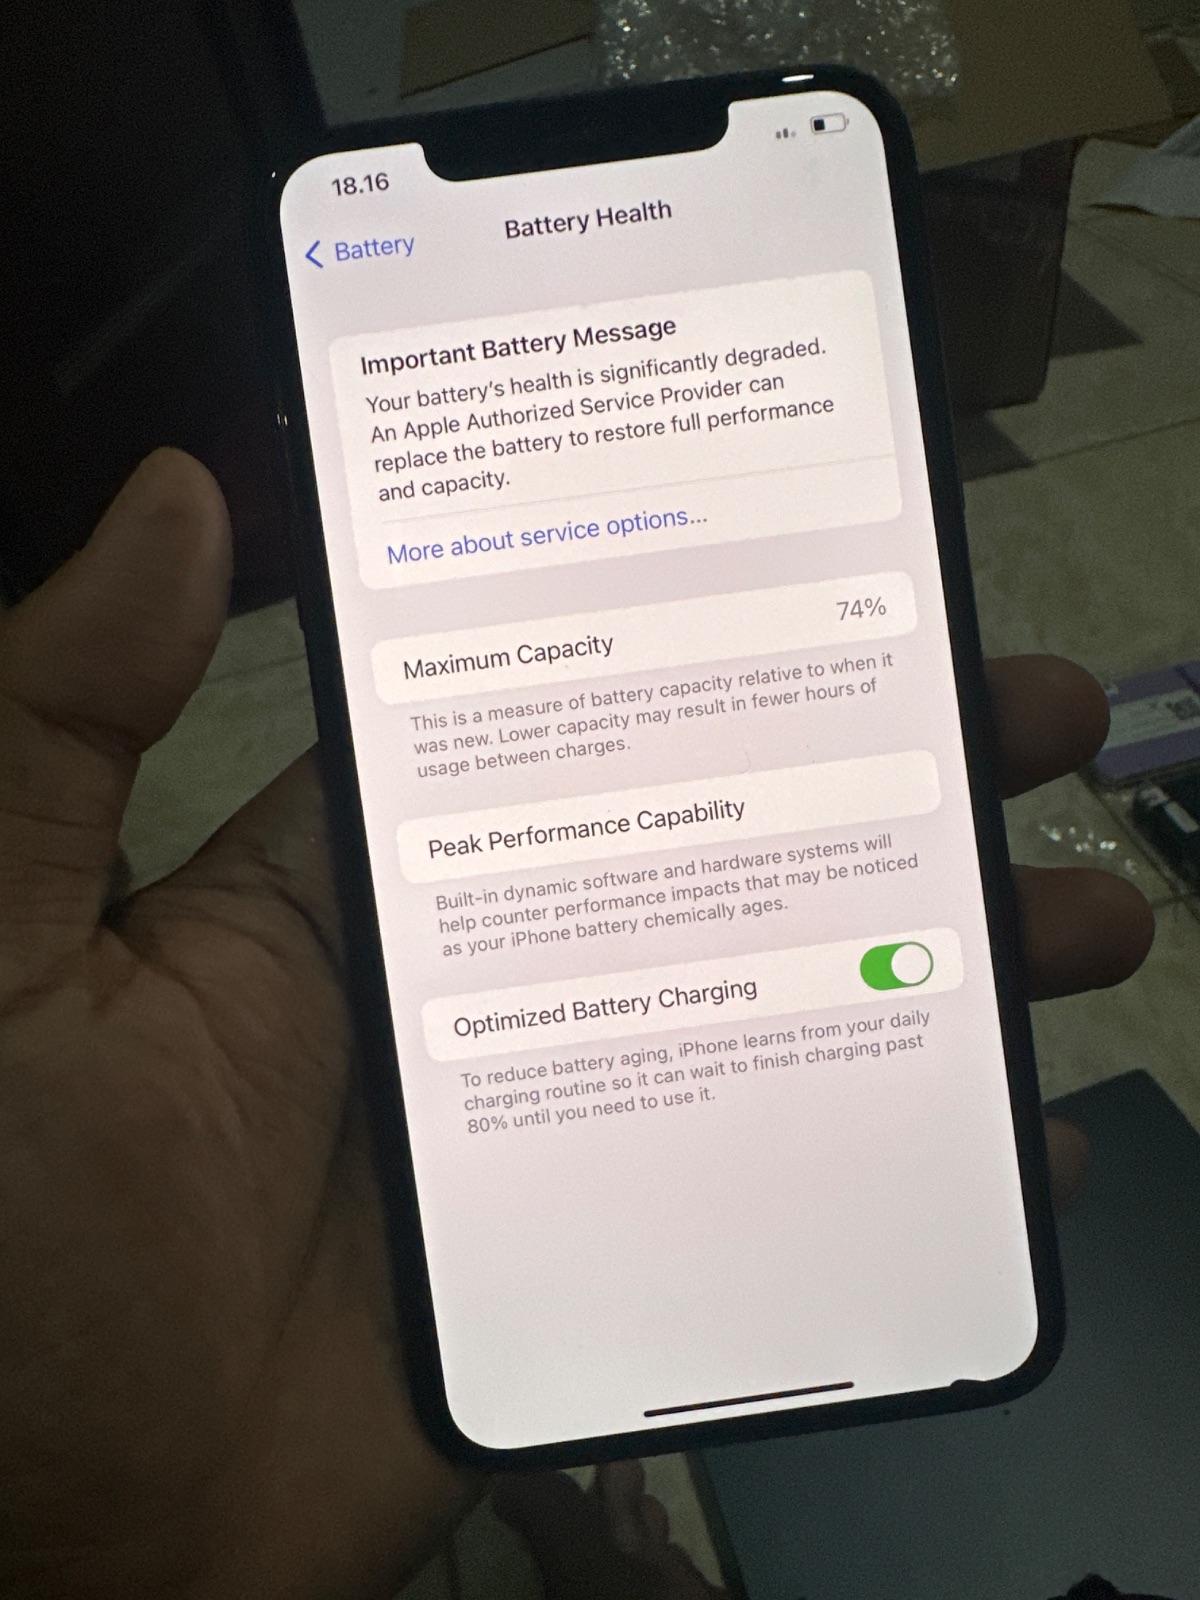 18.16
Battery
Battery Health
Important Battery Message
Your battery's health is significantly degraded.
An Apple Authorized Service Provider can
replace the battery to restore full performance
and capacity.
More about service options...
Maximum Capacity 74%
This is a measure of battery capacity relative to when it
was new. Lower capacity may result in fewer hours of
usage between charges.
Peak Performance Capability
Built-in dynamic software and hardware systems will
help counter performance impacts that may be noticed
as your iPhone battery chemically ages.
Optimized Battery Charging
To reduce battery aging, iPhone learns from your daily
charging routine so it can wait to finish charging past
80% until you need to use it.